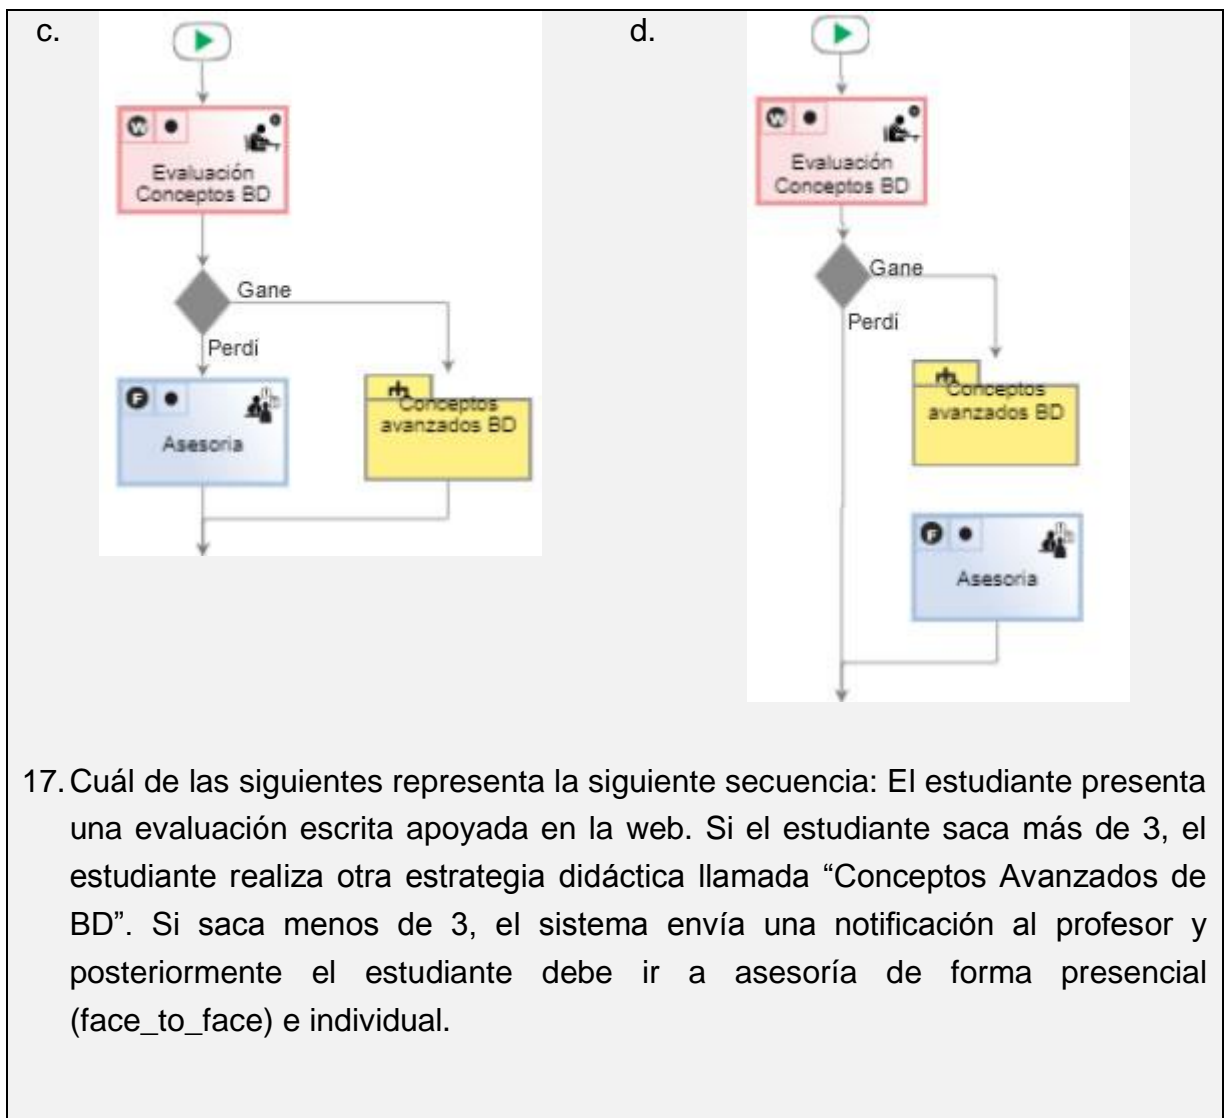 c.
d.
W
Evaluación
Conceptos BD
Gane
Perdí
F
Asesoria
Conceptos
avanzados BD
W
Evaluación
Conceptos BD
Gane
Perdí
Conceptos
avanzados BD
F
Asesoria
17. Cuál de las siguientes representa la siguiente secuencia: El estudiante presenta
una evaluación escrita apoyada en la web. Si el estudiante saca más de 3, el
estudiante realiza otra estrategia didáctica llamada “Conceptos Avanzados de
BD”. Si saca menos de 3, el sistema envía una notificación al profesor y
posteriormente el estudiante debe ir a asesoría de forma presencial
(face_to_face) e individual.